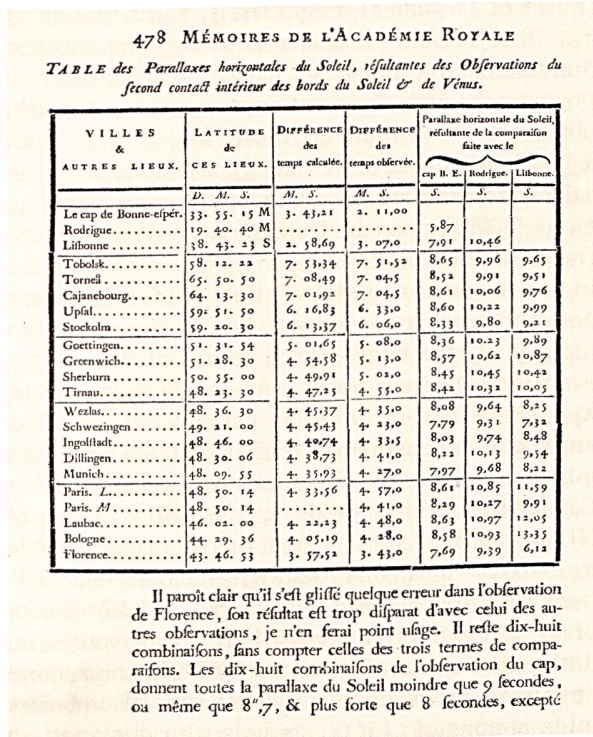 478 MÉMOIRES DE L'ACADÉMIE ROYALE
TABLE des Parallaxes horizontales du Soleil, réſultantes des Obſervations du
ſecond contact intérieur des bords du Soleil & de Vénus.
VILLES & AUTRES LIEUX. | LATITUDE de CES LIEUX. | DIFFÉRENCE des temps calculée. | DIFFÉRENCE des temps obſervée. | Parallaxe horizontale du Soleil, réſultante de la comparaiſon faite avec le
cap B. E. | Rodrigue. | Liſbonne.
D. M. S. | M. S. | M. S. | S. | S. | S.
Le cap de Bonne-eſpér. | 33. 55. 15 M | 3. 43,21 | 2. 11,00
Rodrigue......... | 19. 40. 40 M | ......... | ......... | 5,87
Liſbonne......... | 38. 43. 23 S | 2. 58,69 | 3. 07,0 | 7,91 | 10,46
Tobolsk......... | 58. 12. 22 | 7. 53,34 | 7. 51,52 | 8,65 | 9,96 | 9,65
Torneå......... | 65. 50. 50 | 7. 08,49 | 7. 04,5 | 8,52 | 9,91 | 9,51
Cajanebourg....... | 64. 13. 30 | 7. 01,92 | 7. 04,5 | 8,61 | 10,06 | 9,76
Upſal......... | 59. 51. 50 | 6. 16,83 | 6. 33,0 | 8,60 | 10,22 | 9,99
Stockolm......... | 59. 20. 30 | 6. 13,37 | 6. 06,0 | 8,33 | 9,80 | 9,21
Goettingen......... | 51. 31. 54 | 5. 01,65 | 5. 08,0 | 8,36 | 10.23 | 9,89
Greenwich......... | 51. 28. 30 | 4. 54,58 | 5. 13,0 | 8,57 | 10,62 | 10,87
Sherburn......... | 50. 55. 00 | 4. 49,91 | 5. 02,0 | 8,45 | 10,45 | 10,42
Tirnau......... | 48. 23. 30 | 4. 47,25 | 4. 55,0 | 8,42 | 10,32 | 10,05
Wezlas......... | 48. 36. 30 | 4. 45,37 | 4. 35,0 | 8,08 | 9,64 | 8,25
Schwezingen...... | 49. 21. 00 | 4. 45,43 | 4. 23,0 | 7,79 | 9,31 | 7,32
Ingolſtadt......... | 48. 46. 00 | 4. 40,74 | 4. 33,5 | 8,03 | 9,74 | 8,48
Dillingen......... | 48. 30. 06 | 4. 38,73 | 4. 41,0 | 8,22 | 10,13 | 9,54
Munich......... | 48. 09. 55 | 4. 35,93 | 4. 27,0 | 7,97 | 9.68 | 8,22
Paris. L......... | 48. 50. 14 | 4. 33,56 | 4. 57,0 | 8,61 | 10,85 | 11,59
Paris. M......... | 48. 50. 14 | ......... | 4. 41,0 | 8,29 | 10,27 | 9,91
Laubac......... | 46. 02. 00 | 4. 22,23 | 4. 48,0 | 8,63 | 10,97 | 12,05
Bologne......... | 44. 29. 36 | 4. 05,19 | 4. 28,0 | 8,58 | 10,93 | 13,35
Florence......... | 43. 46. 53 | 3. 57,52 | 3. 43,0 | 7,69 | 9,39 | 6,12
Il paroît clair qu'il s'eſt gliſſé quelque erreur dans l'obſervation
de Florence, ſon réſultat eſt trop diſparat d'avec celui des au-
tres obſervations, je n'en ferai point uſage. Il reſte dix-huit
combinaiſons, ſans compter celles des trois termes de compa-
raiſons. Les dix-huit combinaiſons de l'obſervation du cap,
donnent toutes la parallaxe du Soleil moindre que 9 ſecondes,
ou même que 8",7, & plus forte que 8 ſecondes, excepté